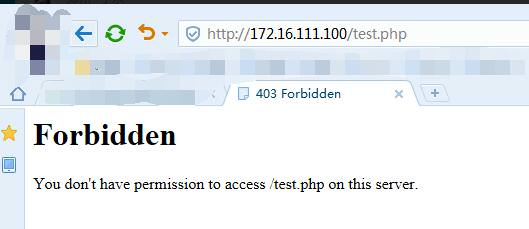 http://172.16.111.100/test.php
403 Forbidden
Forbidden
You don't have permission to access /test.php on this server.